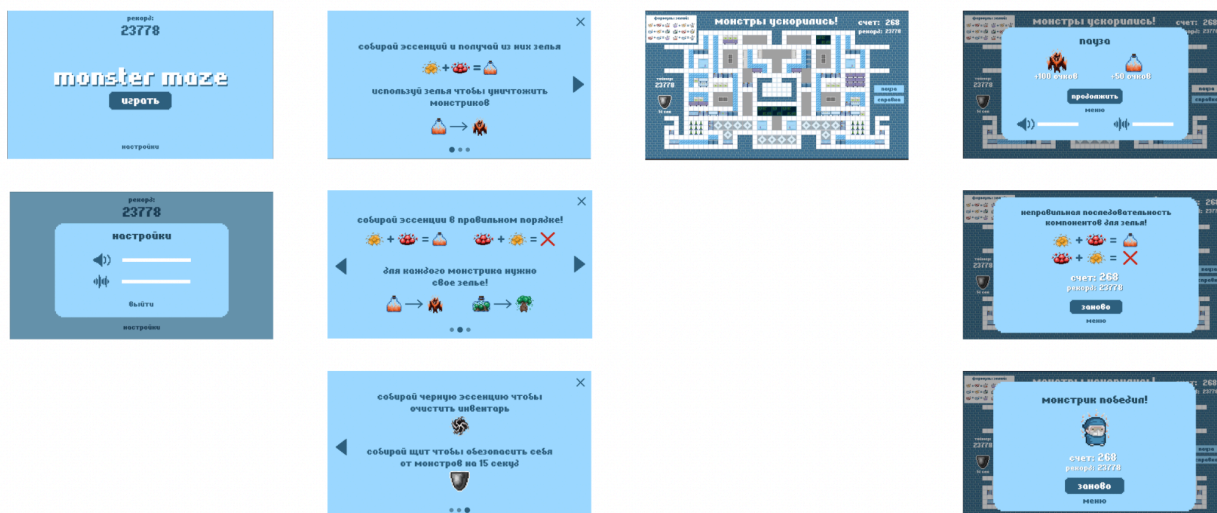 рекорд:
23778
monster maze
играть
настройки
собирай эссенций и получай из них зелья
+ =
используй зелья чтобы уничтожить
монстриков
монстры ускорились!
счет: 268
рекорд: 23778
23778
пауза
справка
монстры ускорились!
счет: 268
пауза
+100 очков +50 очков
продолжить
меню
рекорд:
23778
настройки
выйти
настройки
собирай эссенции в правильном порядке!
+ = + =
для каждого монстрика нужно
свое зелье!
неправильная последовательность
компонентов для зелья!
+ =
+ =
счет: 268
рекорд: 23778
заново
меню
собирай черную эссенцию чтобы
очистить инвентарь
собирай щит чтобы обезопасить себя
от монстров на 15 секунд
монстрик победил!
счет: 268
рекорд: 23778
заново
меню